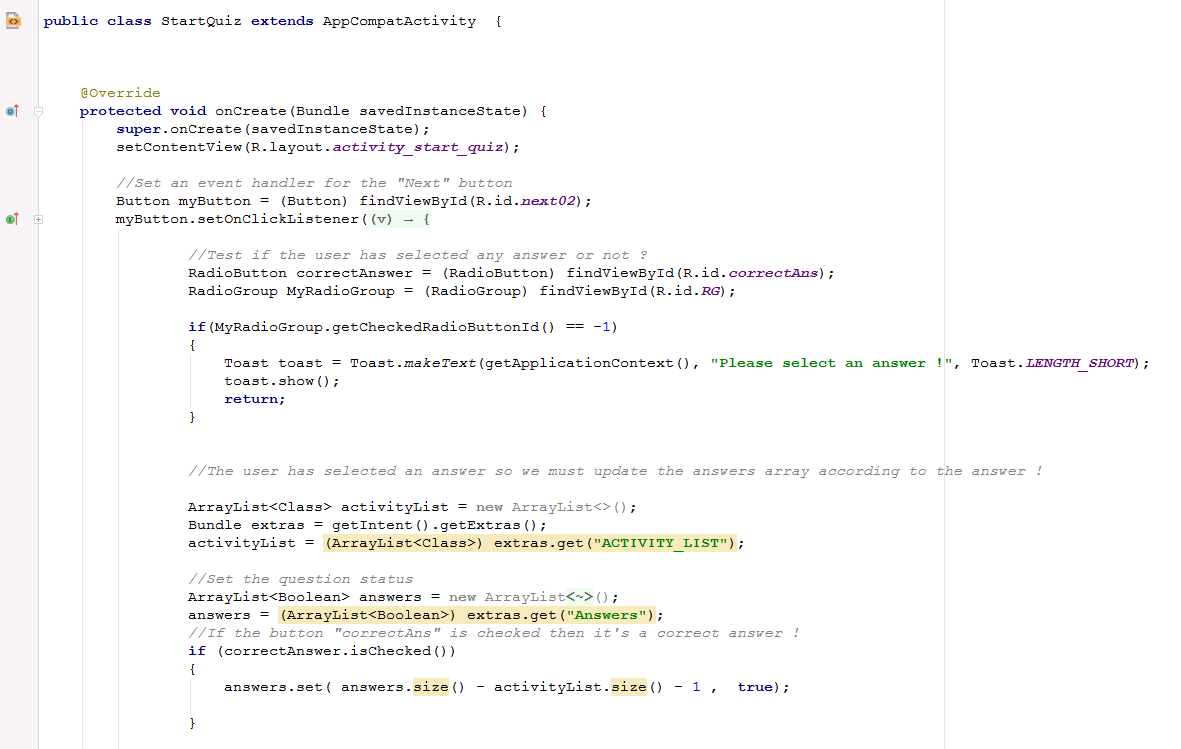 public class StartQuiz extends AppCompatActivity  {
@Override
protected void onCreate(Bundle savedInstanceState) {
super.onCreate(savedInstanceState);
setContentView(R.layout.activity_start_quiz);
//Set an event handler for the "Next" button
Button myButton = (Button) findViewById(R.id.next02);
myButton.setOnClickListener((v) → {
//Test if the user has selected any answer or not ?
RadioButton correctAnswer = (RadioButton) findViewById(R.id.correctAns);
RadioGroup MyRadioGroup = (RadioGroup) findViewById(R.id.RG);
if(MyRadioGroup.getCheckedRadioButtonId() == -1)
{
Toast toast = Toast.makeText(getApplicationContext(), "Please select an answer !", Toast.LENGTH_SHORT);
toast.show();
return;
}
//The user has selected an answer so we must update the answers array according to the answer !
ArrayList<Class> activityList = new ArrayList<>();
Bundle extras = getIntent().getExtras();
activityList = (ArrayList<Class>) extras.get("ACTIVITY_LIST");
//Set the question status
ArrayList<Boolean> answers = new ArrayList<~>();
answers = (ArrayList<Boolean>) extras.get("Answers");
//If the button "correctAns" is checked then it's a correct answer !
if (correctAnswer.isChecked())
{
answers.set( answers.size() - activityList.size() - 1 ,  true);
}